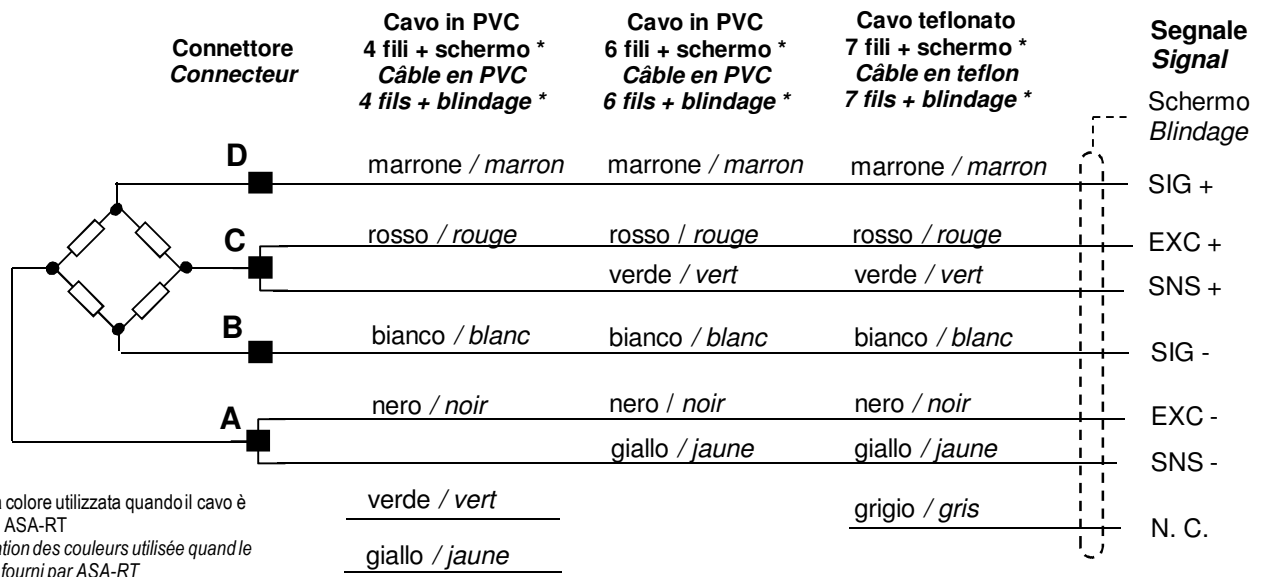 Connettore
Connecteur
Cavo in PVC
4 fili + schermo *
Câble en PVC
4 fils + blindage *
Cavo in PVC
6 fili + schermo *
Câble en PVC
6 fils + blindage *
Cavo teflonato
7 fili + schermo *
Câble en teflon
7 fils + blindage *
Segnale
Signal
Schermo
Blindage
D marrone / marron marrone / marron marrone / marron SIG +
C rosso / rouge rosso / rouge rosso / rouge EXC +
verde / vert verde / vert SNS +
B bianco / blanc bianco / blanc bianco / blanc SIG -
A nero / noir nero / noir nero / noir EXC -
giallo / jaune giallo / jaune SNS -
verde / vert grigio / gris N. C.
giallo / jaune
colore utilizzata quando il cavo è
ASA-RT
des couleurs utilisée quand le
fourni par ASA-RT